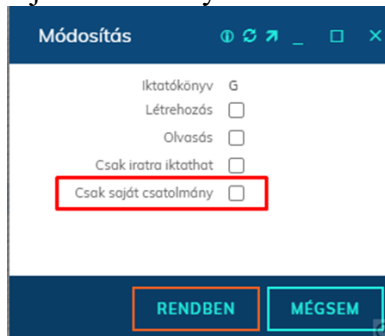 Módosítás
Iktatókönyv G
Létrehozás
Olvasás
Csak iratra iktathat
Csak saját csatolmány
RENDBEN MÉGSEM